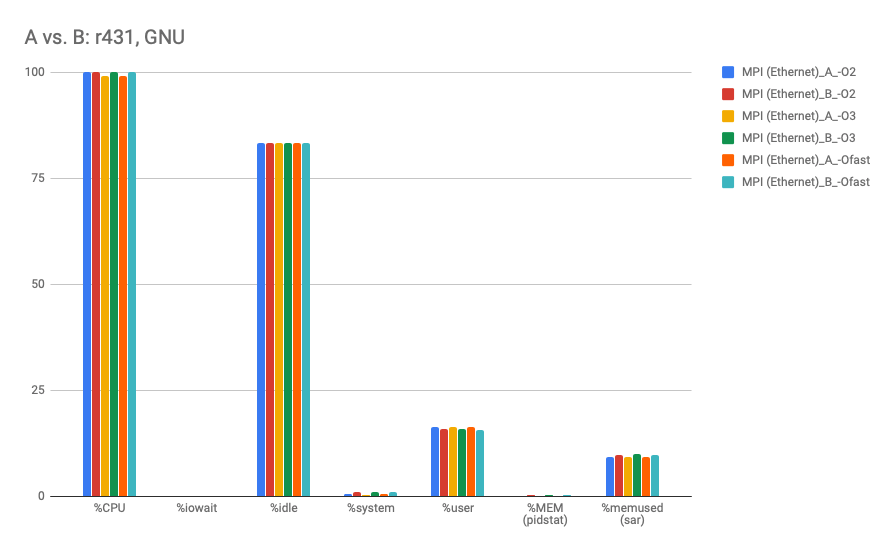 A vs. B: r431, GNU
100
75
50
25
0
%CPU
%iowait
%idle
%system
%user
%MEM
(pidstat)
%memused
(sar)
MPI (Ethernet)_A_-O2
MPI (Ethernet)_B_-O2
MPI (Ethernet)_A_-O3
MPI (Ethernet)_B_-O3
MPI (Ethernet)_A_-Ofast
MPI (Ethernet)_B_-Ofast